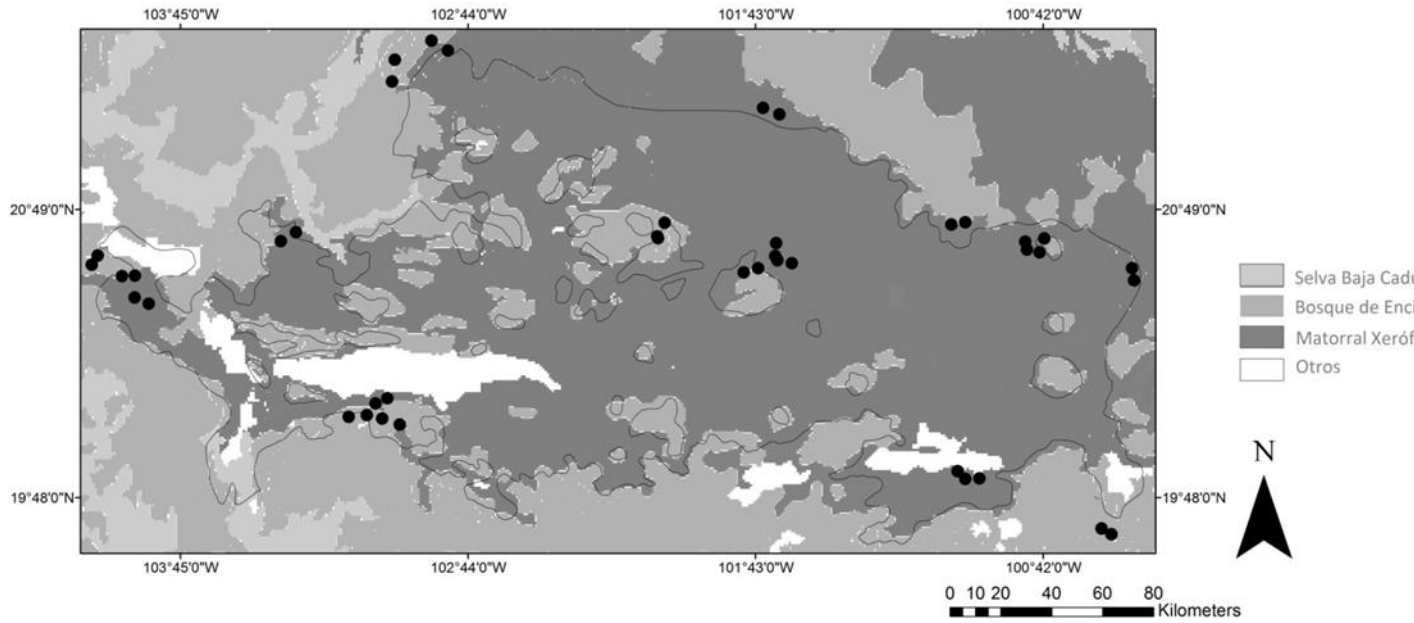 103°45'0"W 102°44'0"W 101°43'0"W 100°42'0"W
20°49'0"N 20°49'0"N
Selva Baja Cadu
Bosque de Enci
Matorral Xeróf
Otros
N
19°48'0"N 19°48'0"N
103°45'0"W 102°44'0"W 101°43'0"W 100°42'0"W
0 10 20 40 60 80
Kilometers